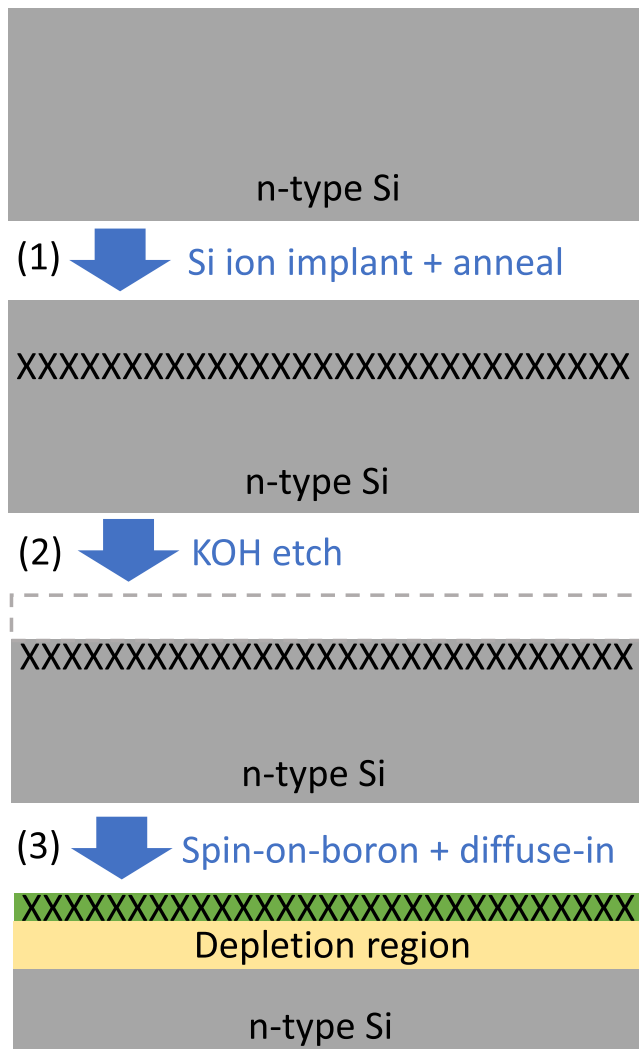 n-type Si
(1) Si ion implant + anneal
XXXXXXXXXXXXXXXXXXXXXXXXXXXXX
n-type Si
(2) KOH etch
XXXXXXXXXXXXXXXXXXXXXXXXXXXXX
n-type Si
(3) Spin-on-boron + diffuse-in
XXXXXXXXXXXXXXXXXXXXXXXXXXXXX
Depletion region
n-type Si